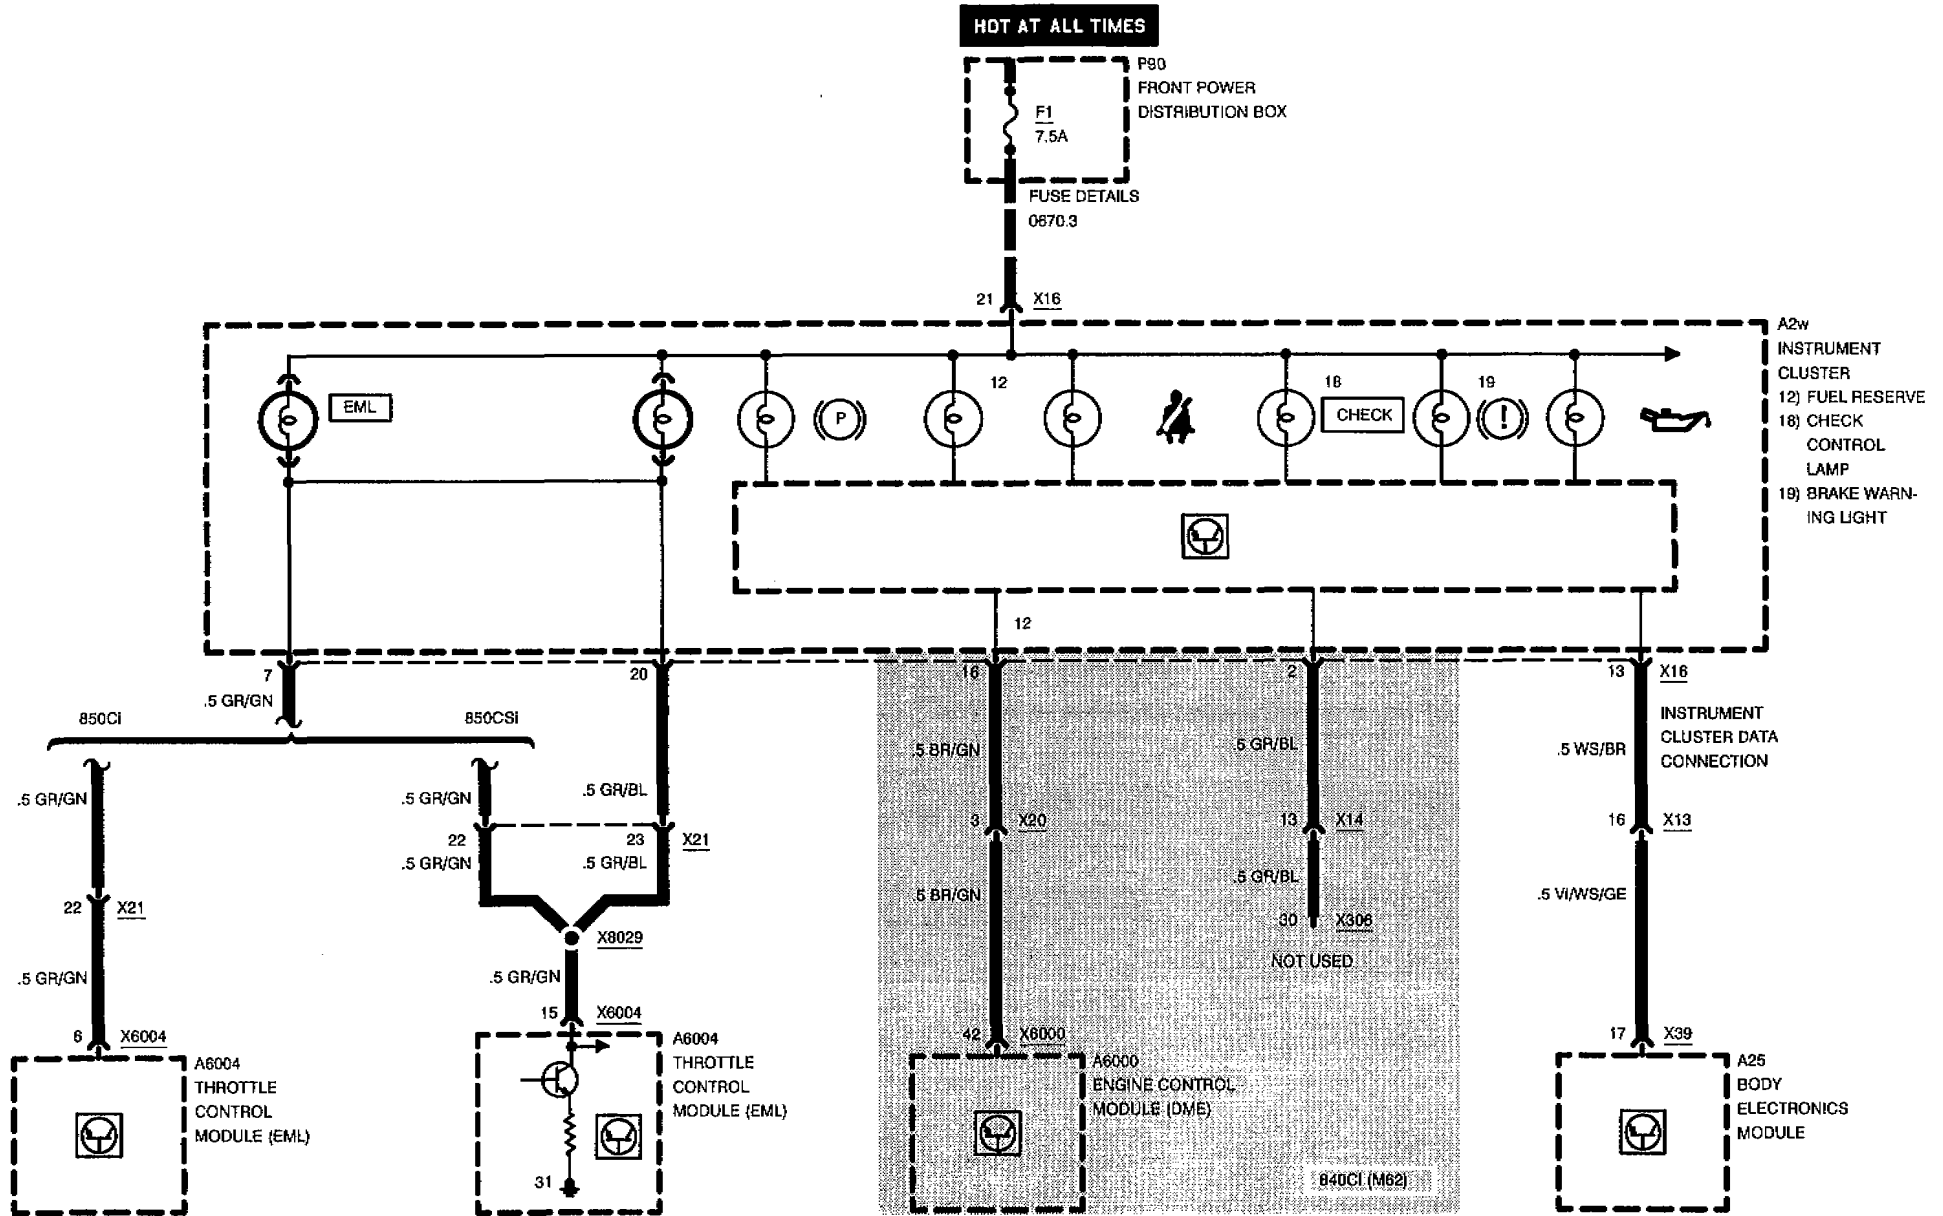 HOT AT ALL TIMES
P90
FRONT POWER
DISTRIBUTION BOX
F1
7.5A
FUSE DETAILS
0670.3
21
X16
A2w
INSTRUMENT
CLUSTER
12) FUEL RESERVE
18) CHECK
CONTROL
LAMP
19) BRAKE WARN-
ING LIGHT
EML
P
12
18
CHECK
19
!
12
7
20
16
2
13
X16
.5 GR/GN
850Ci
850CSi
INSTRUMENT
CLUSTER DATA
CONNECTION
.5 BR/GN
.5 GR/BL
.5 WS/BR
.5 GR/GN
.5 GR/GN
.5 GR/BL
3
X20
13
X14
16
X13
22
23
X21
.5 GR/GN
.5 GR/BL
.5 GR/BL
.5 BR/GN
.5 VI/WS/GE
22
X21
30
X306
X8029
NOT USED
.5 GR/GN
.5 GR/GN
15
X6004
6
X6004
42
X6000
17
X39
A6004
THROTTLE
CONTROL
MODULE (EML)
A6004
THROTTLE
CONTROL
MODULE (EML)
31
A6000
ENGINE CONTROL
MODULE (DME)
840CI (M62)
A25
BODY
ELECTRONICS
MODULE